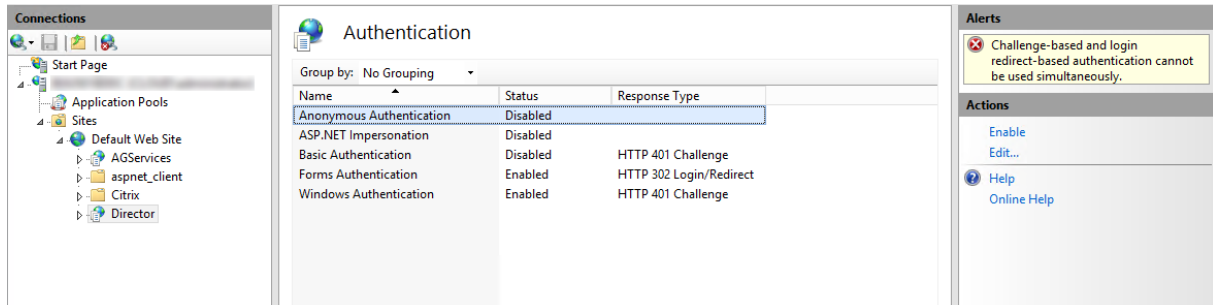 Connections
Start Page
Application Pools
Sites
Default Web Site
AGServices
aspnet_client
Citrix
Director
Authentication
Group by: No Grouping
Name Status Response Type
Anonymous Authentication Disabled
ASP.NET Impersonation Disabled
Basic Authentication Disabled HTTP 401 Challenge
Forms Authentication Enabled HTTP 302 Login/Redirect
Windows Authentication Enabled HTTP 401 Challenge
Alerts
Challenge-based and login
redirect-based authentication cannot
be used simultaneously.
Actions
Enable
Edit...
Help
Online Help